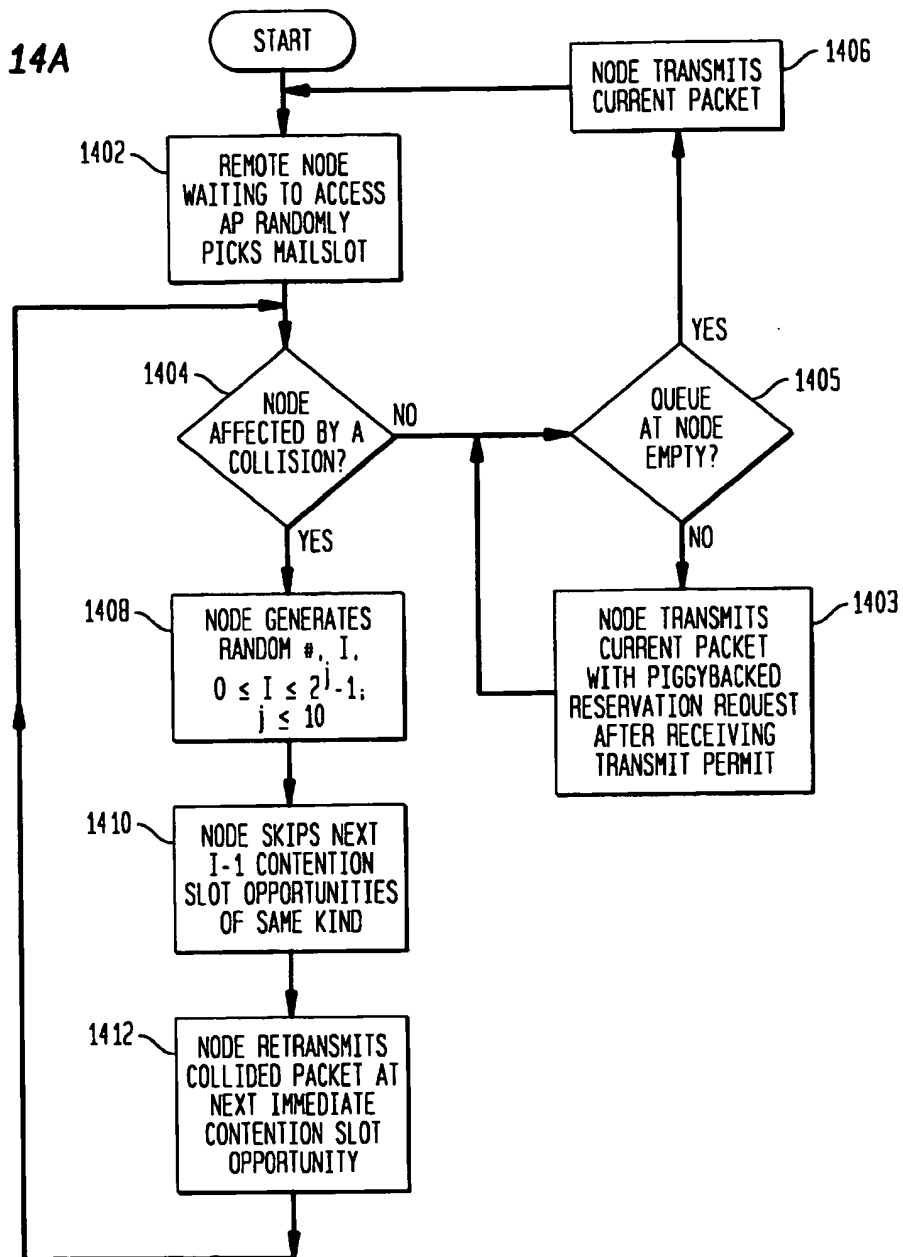 14A
START
1406
NODE TRANSMITS
CURRENT PACKET
1402
REMOTE NODE
WAITING TO ACCESS
AP RANDOMLY
PICKS MAILSLOT
YES
1404
NODE
AFFECTED BY A
COLLISION?
NO
1405
QUEUE
AT NODE
EMPTY?
YES
NO
1408
NODE GENERATES
RANDOM #, I,
0 ≤ I ≤ 2^j-1;
j ≤ 10
1403
NODE TRANSMITS
CURRENT PACKET
WITH PIGGYBACKED
RESERVATION REQUEST
AFTER RECEIVING
TRANSMIT PERMIT
1410
NODE SKIPS NEXT
I-1 CONTENTION
SLOT OPPORTUNITIES
OF SAME KIND
1412
NODE RETRANSMITS
COLLIDED PACKET AT
NEXT IMMEDIATE
CONTENTION SLOT
OPPORTUNITY